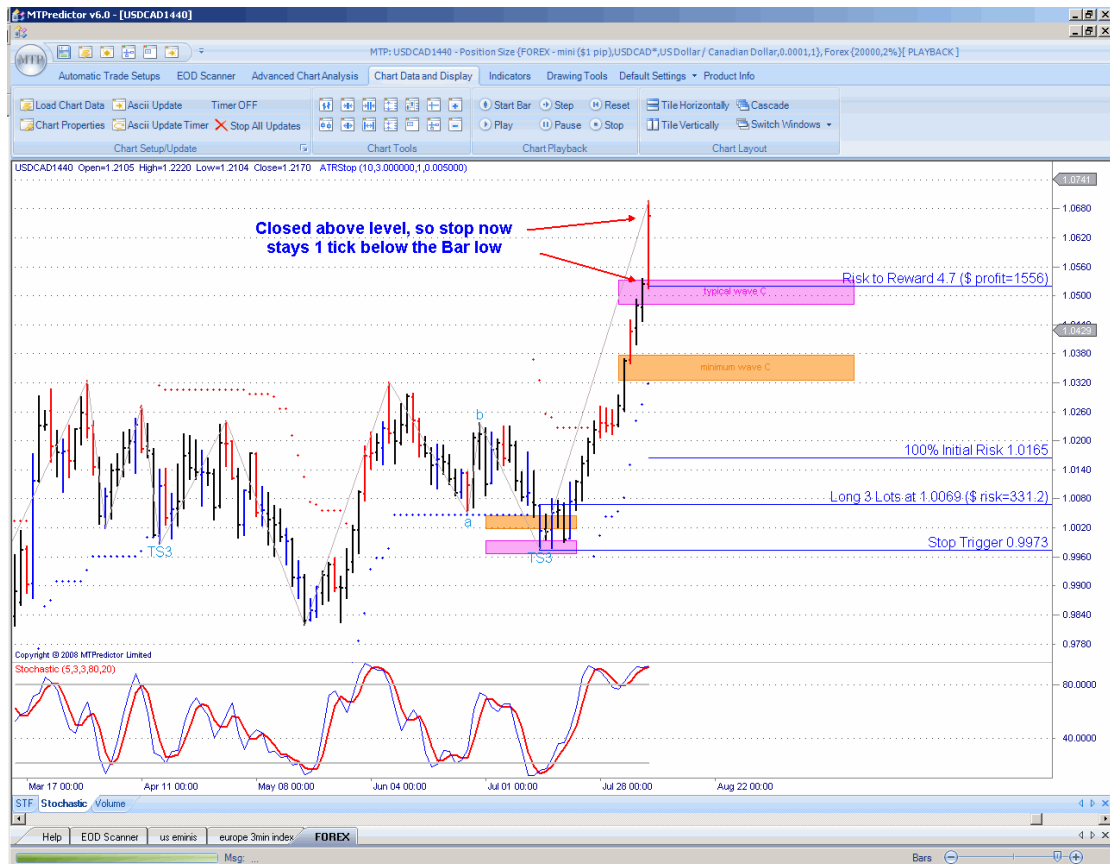 MTPredictor v6.0 - [USDCAD1440]
MTP
MTP: USDCAD1440 - Position Size {FOREX - mini ($1 pip),USDCAD*,US Dollar / Canadian Dollar,0.0001,1}, Forex {20000,2%}[ PLAYBACK ]
Automatic Trade Setups EOD Scanner Advanced Chart Analysis Chart Data and Display Indicators Drawing Tools Default Settings Product Info
Load Chart Data Ascii Update Timer OFF Start Bar Step Reset Tile Horizontally Cascade
Chart Properties Ascii Update Timer Stop All Updates Play Pause Stop Tile Vertically Switch Windows
Chart Setup/Update Chart Tools Chart Playback Chart Layout
USDCAD1440 Open=1.2105 High=1.2220 Low=1.2104 Close=1.2170 ATRStop (10,3.000000,1,0.005000)
1.0741
1.0680
Closed above level, so stop now
stays 1 tick below the Bar low
1.0620
1.0560
Risk to Reward 4.7 ($ profit=1556)
typical wave C
1.0500
1.0440
1.0429
1.0380
minimum wave C
1.0320
1.0260
b
1.0200
100% Initial Risk 1.0165
1.0140
Long 3 Lots at 1.0069 ($ risk=331.2)
1.0080
a
1.0020
Stop Trigger 0.9973
TS3
TS3
0.9960
0.9900
0.9840
0.9780
Copyright © 2008 MTPredictor Limited
Stochastic (5,3,3,80,20)
80.0000
40.0000
Mar 17 00:00 Apr 11 00:00 May 08 00:00 Jun 04 00:00 Jul 01 00:00 Jul 28 00:00 Aug 22 00:00
STF Stochastic Volume
Help EOD Scanner us eminis europe 3min index FOREX
Msg: ... Bars